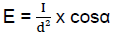 E = I/d² x cosα